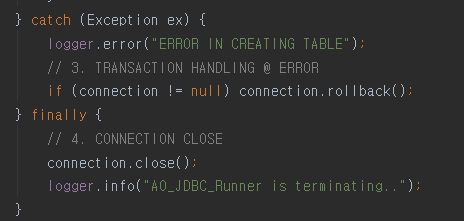 } catch (Exception ex) {
logger.error("ERROR IN CREATING TABLE");
// 3. TRANSACTION HANDLING @ ERROR
if (connection != null) connection.rollback();
} finally {
// 4. CONNECTION CLOSE
connection.close();
logger.info("AO_JDBC_Runner is terminating..");
}